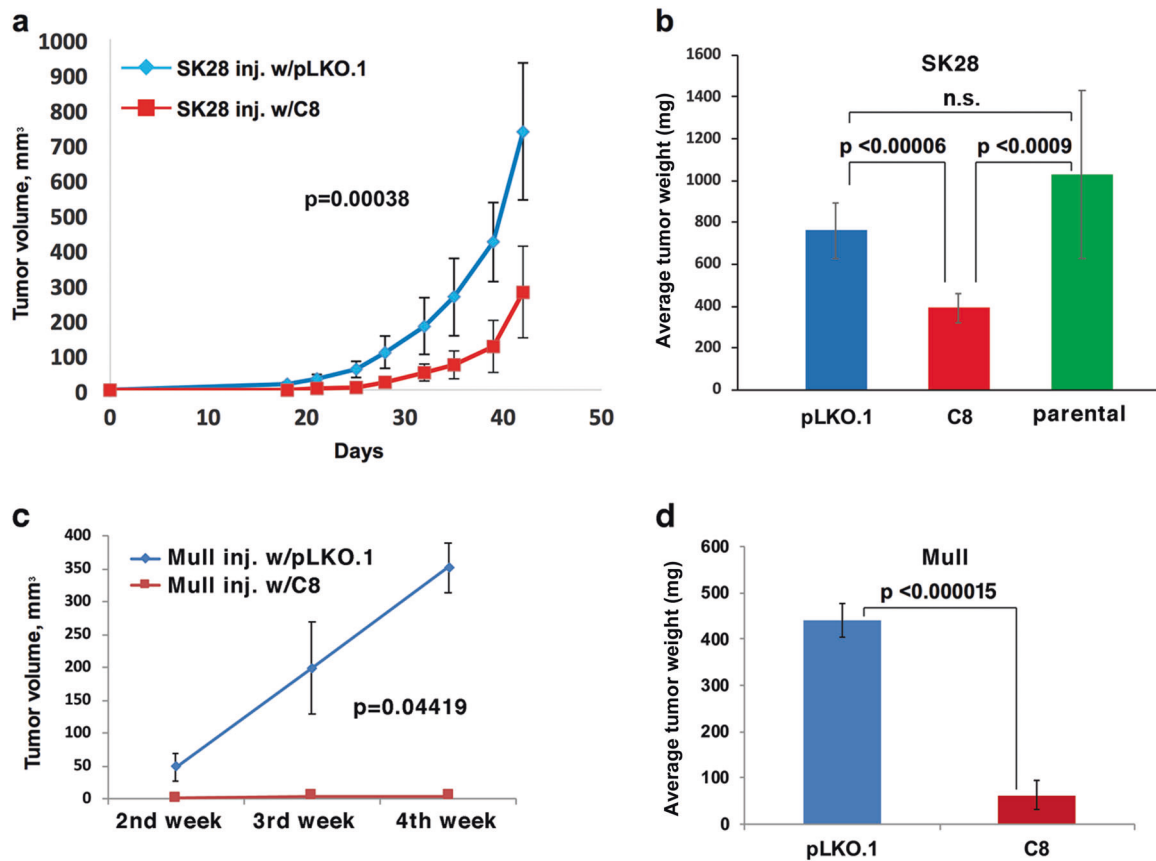 a
1000
900
800
700
600
500
400
300
200
100
0
Tumor volume, mm³
SK28 inj. w/pLKO.1
SK28 inj. w/C8
p=0.00038
0 10 20 30 40 50
Days
b
SK28
1600
1400
1200
1000
800
600
400
200
0
Average tumor weight (mg)
n.s.
p <0.00006 p <0.0009
pLKO.1 C8 parental
c
400
350
300
250
200
150
100
50
0
Tumor volume, mm³
Mull inj. w/pLKO.1
Mull inj. w/C8
p=0.04419
2nd week 3rd week 4th week
d
Mull
600
500
400
300
200
100
0
Average tumor weight (mg)
p <0.000015
pLKO.1 C8